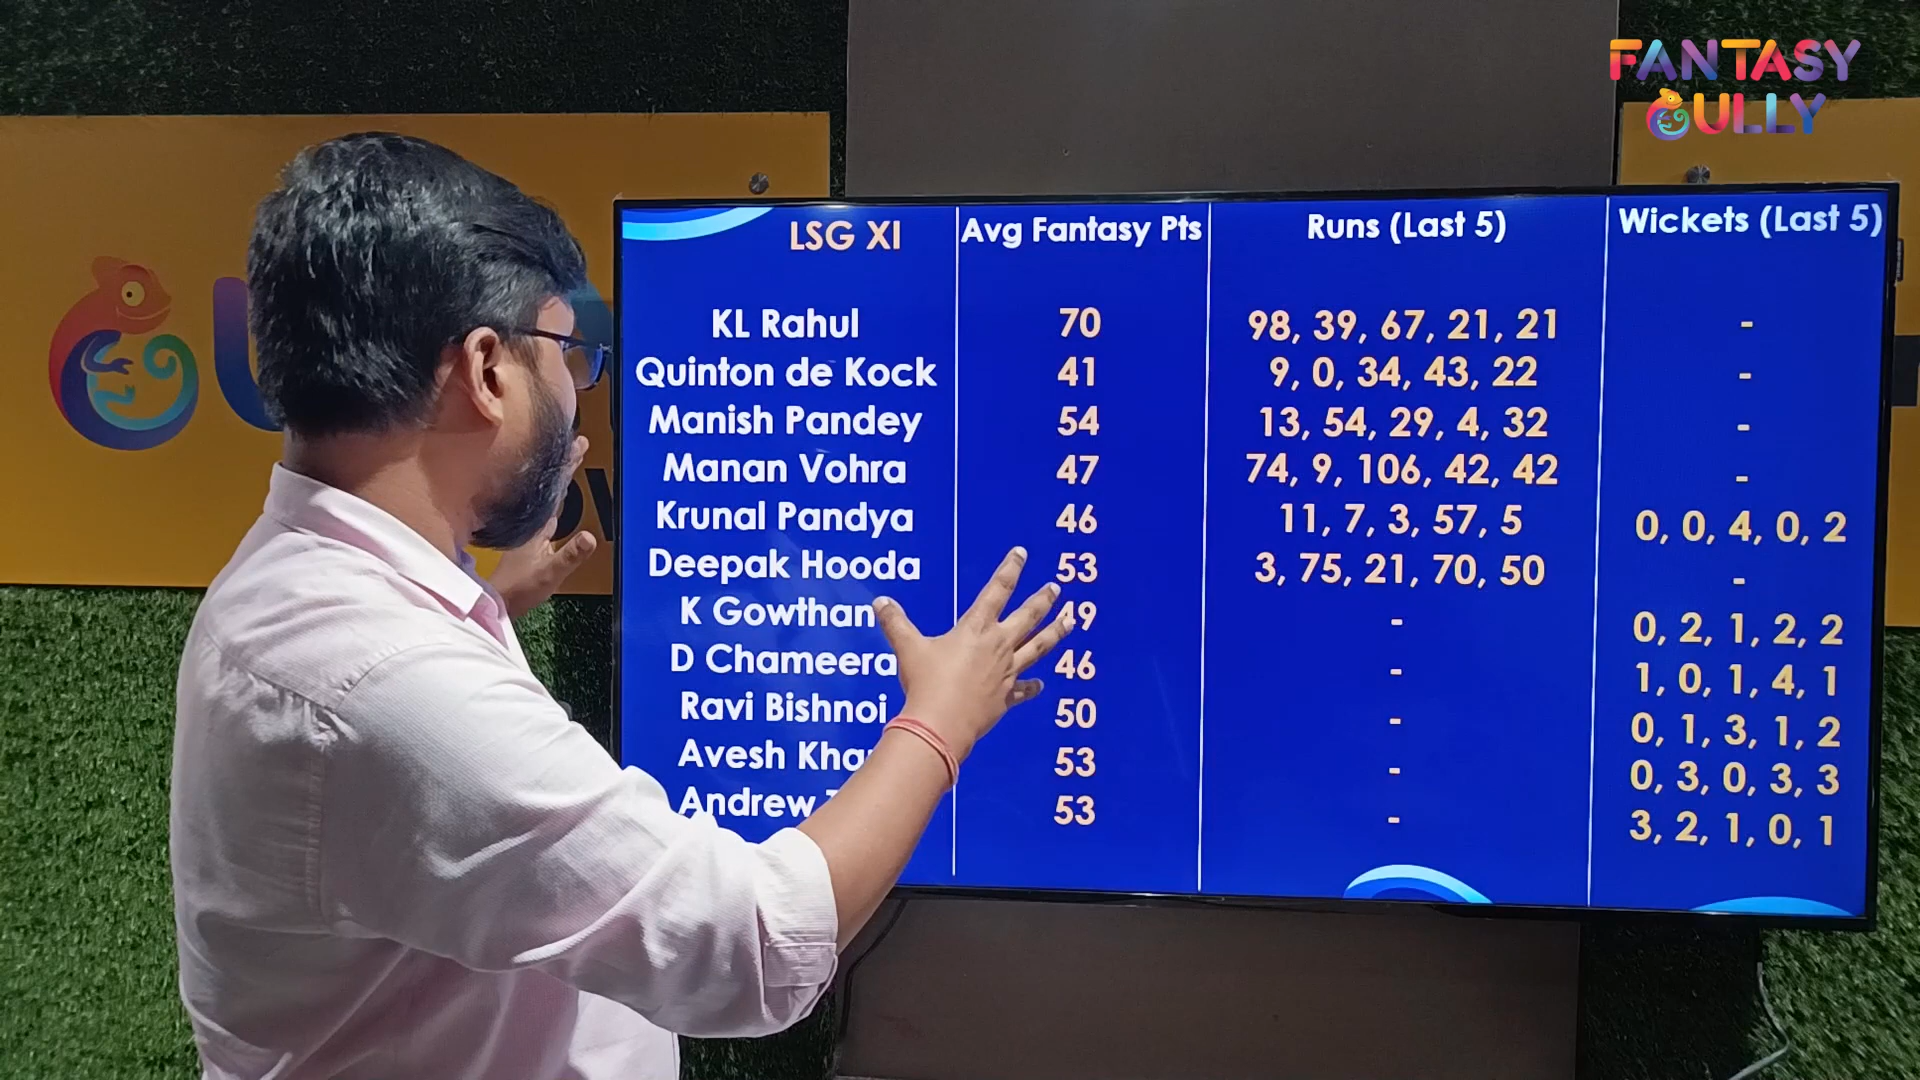 FANTASY
GULLY
LSG XI Avg Fantasy Pts Runs (Last 5) Wickets (Last 5)
KL Rahul 70 98, 39, 67, 21, 21 -
Quinton de Kock 41 9, 0, 34, 43, 22 -
Manish Pandey 54 13, 54, 29, 4, 32 -
Manan Vohra 47 74, 9, 106, 42, 42 -
Krunal Pandya 46 11, 7, 3, 57, 5 0, 0, 4, 0, 2
Deepak Hooda 53 3, 75, 21, 70, 50 -
K Gowthan 49 - 0, 2, 1, 2, 2
D Chameera 46 - 1, 0, 1, 4, 1
Ravi Bishnoi 50 - 0, 1, 3, 1, 2
Avesh 53 - 0, 3, 0, 3, 3
Andrew 53 - 3, 2, 1, 0, 1